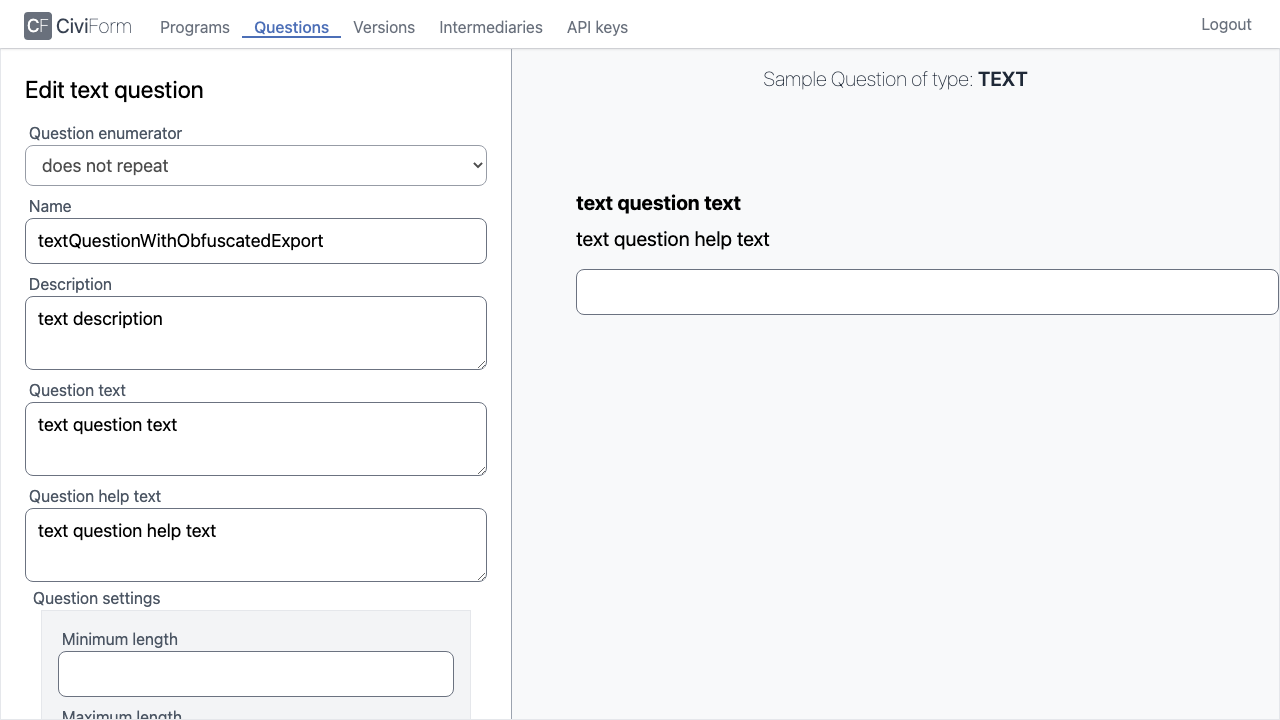 CF CiviForm Programs Questions Versions Intermediaries API keys Logout
Edit text question
Question enumerator
does not repeat
Name
textQuestionWithObfuscatedExport
Description
text description
Question text
text question text
Question help text
text question help text
Question settings
Minimum length
Maximum length
Sample Question of type: TEXT
text question text
text question help text